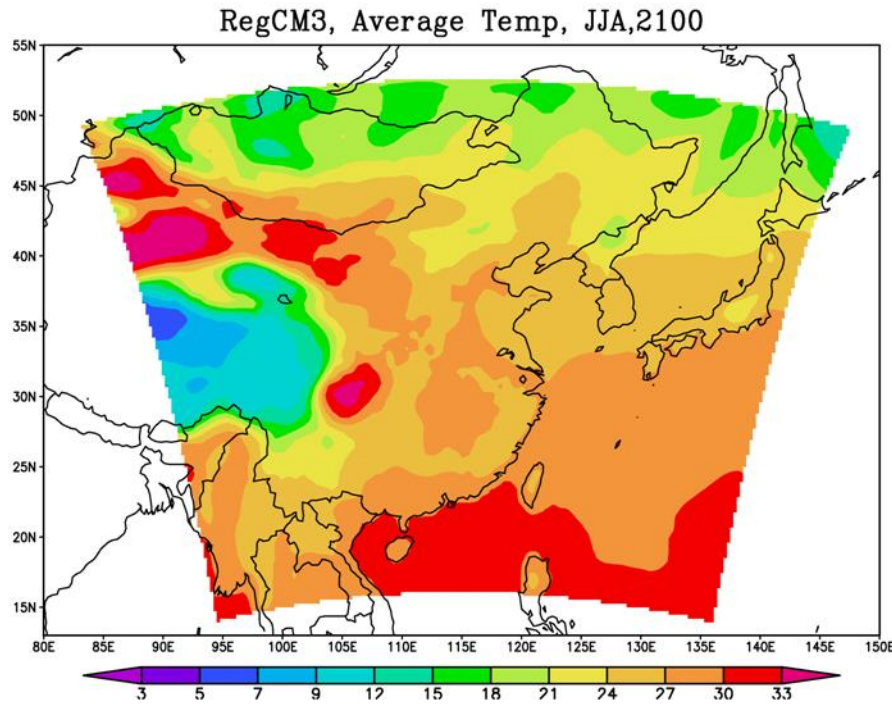 RegCM3, Average Temp, JJA,2100
55N
50N
45N
40N
35N
30N
25N
20N
15N
80E 85E 90E 95E 100E 105E 110E 115E 120E 125E 130E 135E 140E 145E 150E
3 5 7 9 12 15 18 21 24 27 30 33